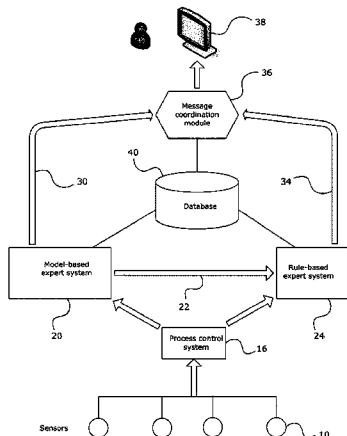 38
36
Message
coordination
module
40
30
34
Database
Model-based
expert system
Rule-based
expert system
22
20
24
Process control
system
16
Sensors
10